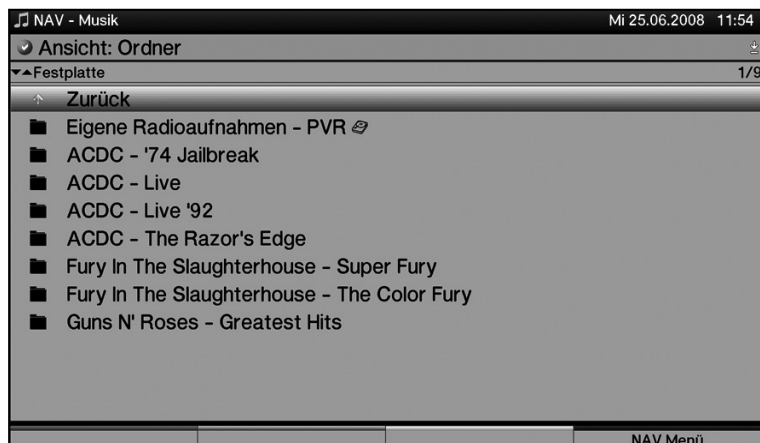 NAV - Musik Mi 25.06.2008 11:54
Ansicht: Ordner
Festplatte 1/9
Zurück
Eigene Radioaufnahmen - PVR
ACDC - '74 Jailbreak
ACDC - Live
ACDC - Live '92
ACDC - The Razor's Edge
Fury In The Slaughterhouse - Super Fury
Fury In The Slaughterhouse - The Color Fury
Guns N' Roses - Greatest Hits
NAV Menü